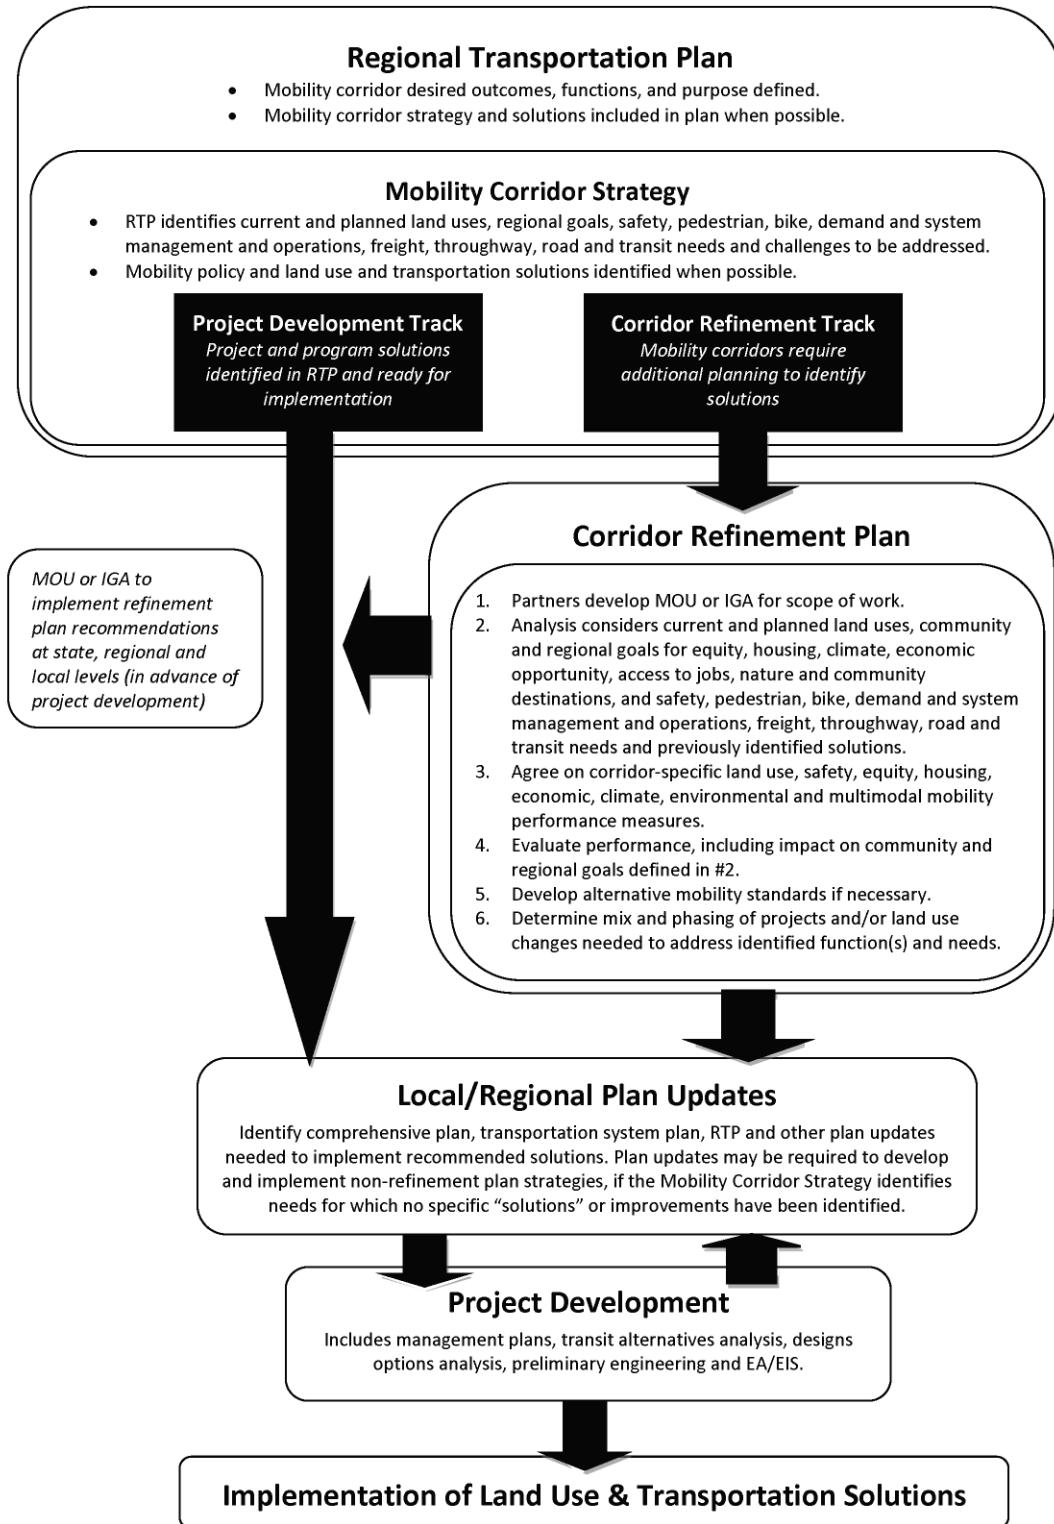 Regional Transportation Plan
• Mobility corridor desired outcomes, functions, and purpose defined.
• Mobility corridor strategy and solutions included in plan when possible.
Mobility Corridor Strategy
• RTP identifies current and planned land uses, regional goals, safety, pedestrian, bike, demand and system
management and operations, freight, throughway, road and transit needs and challenges to be addressed.
• Mobility policy and land use and transportation solutions identified when possible.
Project Development Track
Project and program solutions
identified in RTP and ready for
implementation
Corridor Refinement Track
Mobility corridors require
additional planning to identify
solutions
MOU or IGA to
implement refinement
plan recommendations
at state, regional and
local levels (in advance of
project development)
Corridor Refinement Plan
1. Partners develop MOU or IGA for scope of work.
2. Analysis considers current and planned land uses, community
and regional goals for equity, housing, climate, economic
opportunity, access to jobs, nature and community
destinations, and safety, pedestrian, bike, demand and system
management and operations, freight, throughway, road and
transit needs and previously identified solutions.
3. Agree on corridor-specific land use, safety, equity, housing,
economic, climate, environmental and multimodal mobility
performance measures.
4. Evaluate performance, including impact on community and
regional goals defined in #2.
5. Develop alternative mobility standards if necessary.
6. Determine mix and phasing of projects and/or land use
changes needed to address identified function(s) and needs.
Local/Regional Plan Updates
Identify comprehensive plan, transportation system plan, RTP and other plan updates
needed to implement recommended solutions. Plan updates may be required to develop
and implement non-refinement plan strategies, if the Mobility Corridor Strategy identifies
needs for which no specific “solutions” or improvements have been identified.
Project Development
Includes management plans, transit alternatives analysis, designs
options analysis, preliminary engineering and EA/EIS.
Implementation of Land Use & Transportation Solutions